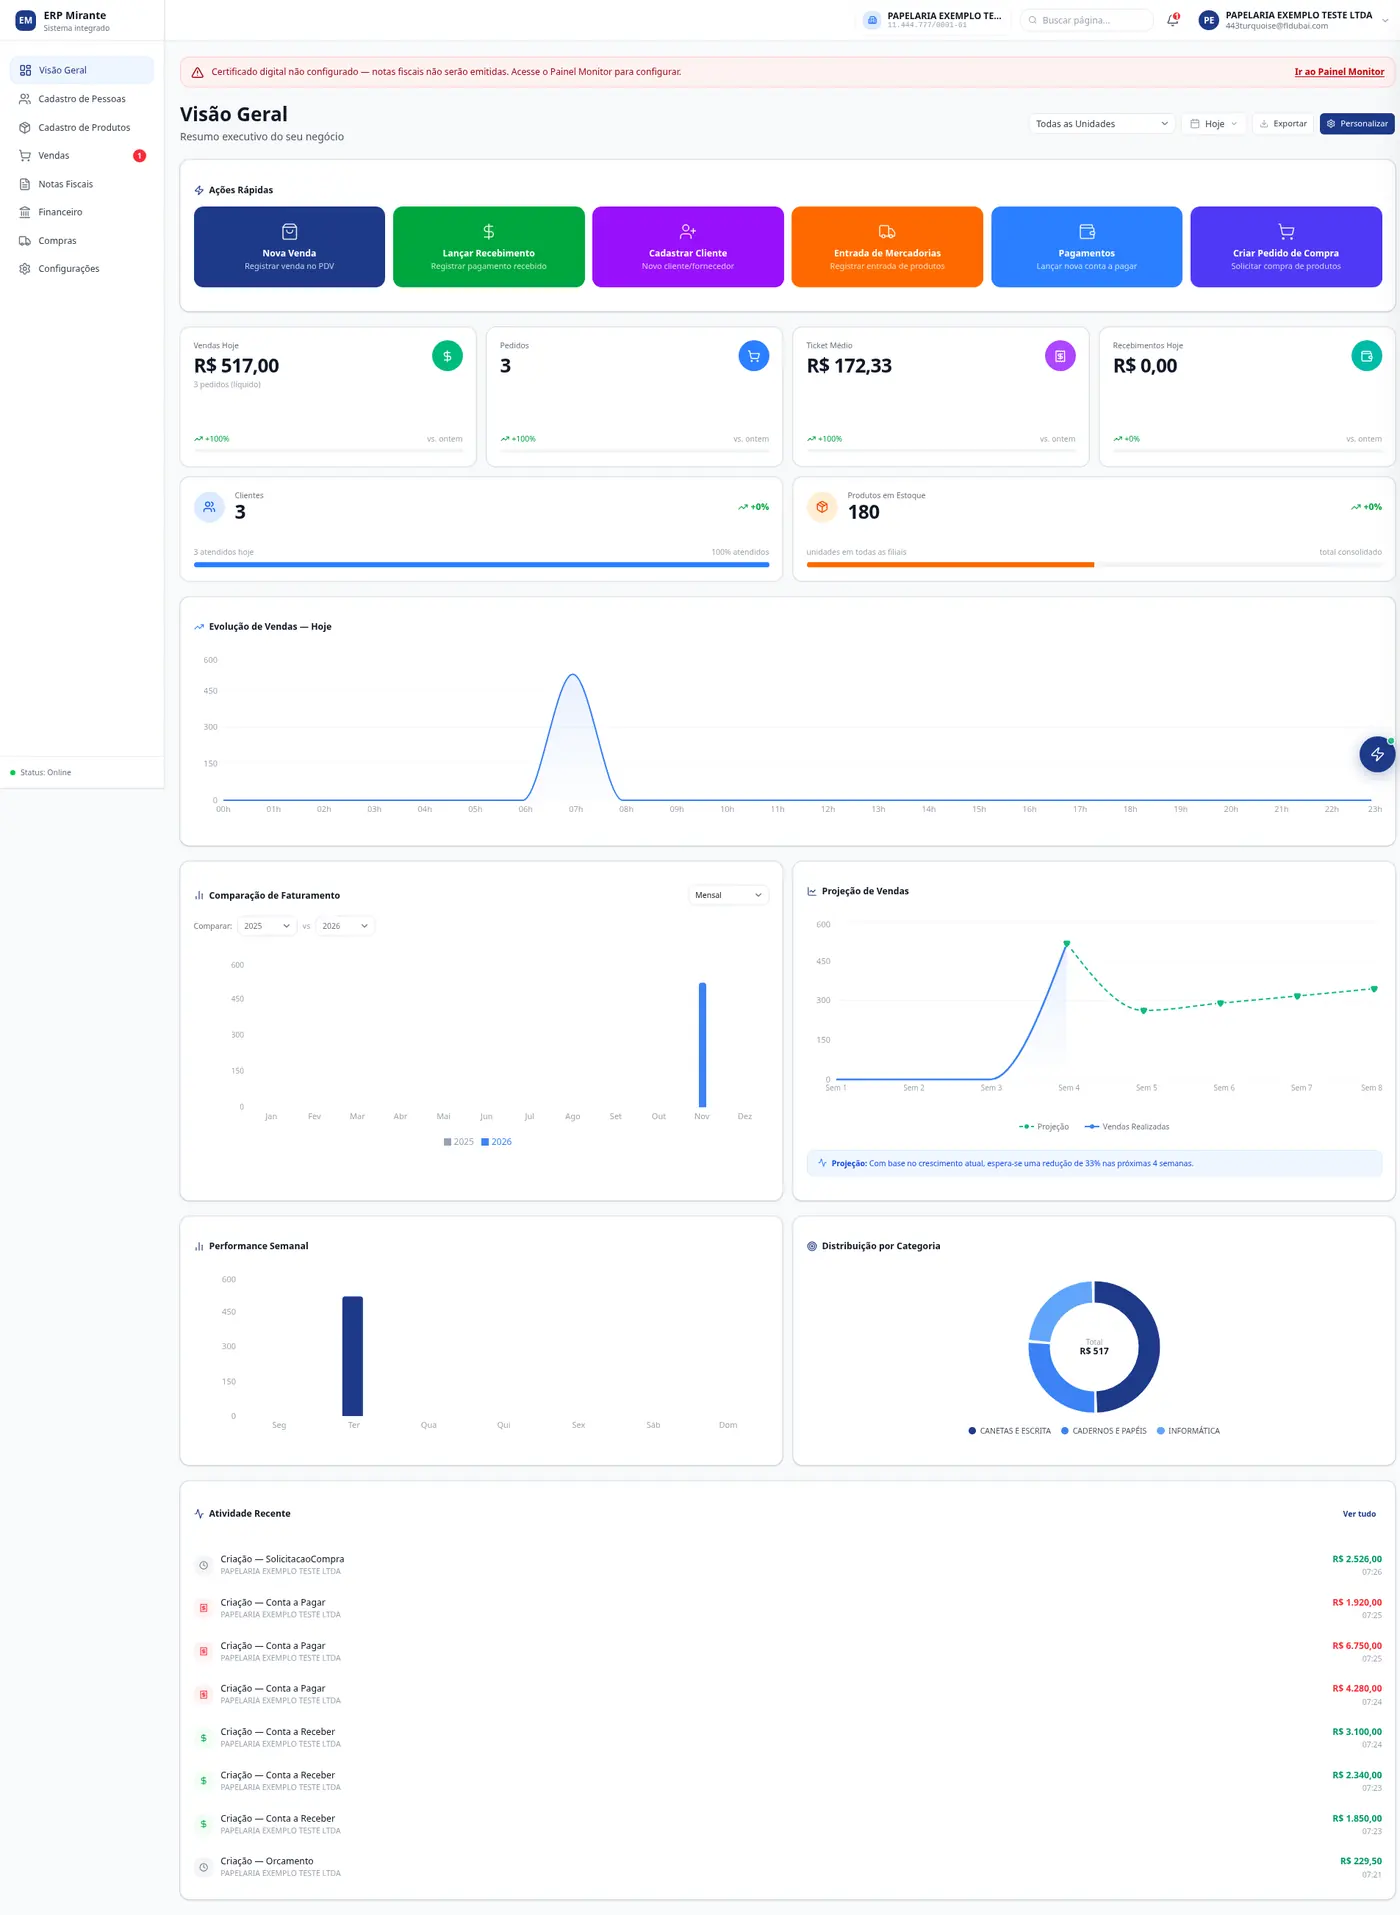 EM
ERP Mirante
Sistema integrado
PAPELARIA EXEMPLO TE...
11.444.777/0001-61
Buscar página...
1
PE
PAPELARIA EXEMPLO TESTE LTDA
443turquoise@fldubai.com
Visão Geral
Cadastro de Pessoas
Cadastro de Produtos
Vendas
1
Notas Fiscais
Financeiro
Compras
Configurações
Status: Online
Certificado digital não configurado — notas fiscais não serão emitidas. Acesse o Painel Monitor para configurar.
Ir ao Painel Monitor
Visão Geral
Resumo executivo do seu negócio
Todas as Unidades
Hoje
Exportar
Personalizar
Ações Rápidas
Nova Venda
Registrar venda no PDV
Lançar Recebimento
Registrar pagamento recebido
Cadastrar Cliente
Novo cliente/fornecedor
Entrada de Mercadorias
Registrar entrada de produtos
Pagamentos
Lançar nova conta a pagar
Criar Pedido de Compra
Solicitar compra de produtos
Vendas Hoje
R$ 517,00
3 pedidos (líquido)
+100%
vs. ontem
Pedidos
3
+100%
vs. ontem
Ticket Médio
R$ 172,33
+100%
vs. ontem
Recebimentos Hoje
R$ 0,00
+0%
vs. ontem
Clientes
3
+0%
3 atendidos hoje
100% atendidos
Produtos em Estoque
180
+0%
unidades em todas as filiais
total consolidado
Evolução de Vendas — Hoje
600
450
300
150
0
00h 01h 02h 03h 04h 05h 06h 07h 08h 09h 10h 11h 12h 13h 14h 15h 16h 17h 18h 19h 20h 21h 22h 23h
Comparação de Faturamento
Mensal
Comparar: 2025 vs 2026
600
450
300
150
0
Jan Fev Mar Abr Mai Jun Jul Ago Set Out Nov Dez
2025 2026
Projeção de Vendas
600
450
300
150
0
Sem 1 Sem 2 Sem 3 Sem 4 Sem 5 Sem 6 Sem 7 Sem 8
Projeção Vendas Realizadas
Projeção: Com base no crescimento atual, espera-se uma redução de 33% nas próximas 4 semanas.
Performance Semanal
600
450
300
150
0
Seg Ter Qua Qui Sex Sáb Dom
Distribuição por Categoria
Total
R$ 517
CANETAS E ESCRITA CADERNOS E PAPÉIS INFORMÁTICA
Atividade Recente
Ver tudo
Criação — SolicitacaoCompra
PAPELARIA EXEMPLO TESTE LTDA
R$ 2.526,00
07:26
Criação — Conta a Pagar
PAPELARIA EXEMPLO TESTE LTDA
R$ 1.920,00
07:25
Criação — Conta a Pagar
PAPELARIA EXEMPLO TESTE LTDA
R$ 6.750,00
07:25
Criação — Conta a Pagar
PAPELARIA EXEMPLO TESTE LTDA
R$ 4.280,00
07:24
Criação — Conta a Receber
PAPELARIA EXEMPLO TESTE LTDA
R$ 3.100,00
07:24
Criação — Conta a Receber
PAPELARIA EXEMPLO TESTE LTDA
R$ 2.340,00
07:23
Criação — Conta a Receber
PAPELARIA EXEMPLO TESTE LTDA
R$ 1.850,00
07:23
Criação — Orcamento
PAPELARIA EXEMPLO TESTE LTDA
R$ 229,50
07:21